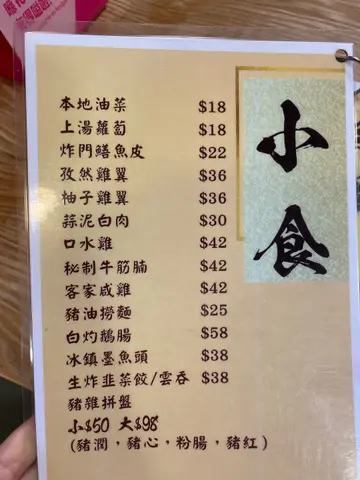 小食
本地油菜 $18
上湯蘿蔔 $18
炸門鱔魚皮 $22
孜然雞翼 $36
柚子雞翼 $36
蒜泥白肉 $30
口水雞 $42
秘制牛筋腩 $42
客家咸雞 $42
豬油撈麵 $25
白灼鵝腸 $58
冰鎮墨魚頭 $38
生炸韭菜餃/雲吞 $38
豬雜拼盤
小$50 大$98
(豬潤，豬心，粉腸，豬紅)